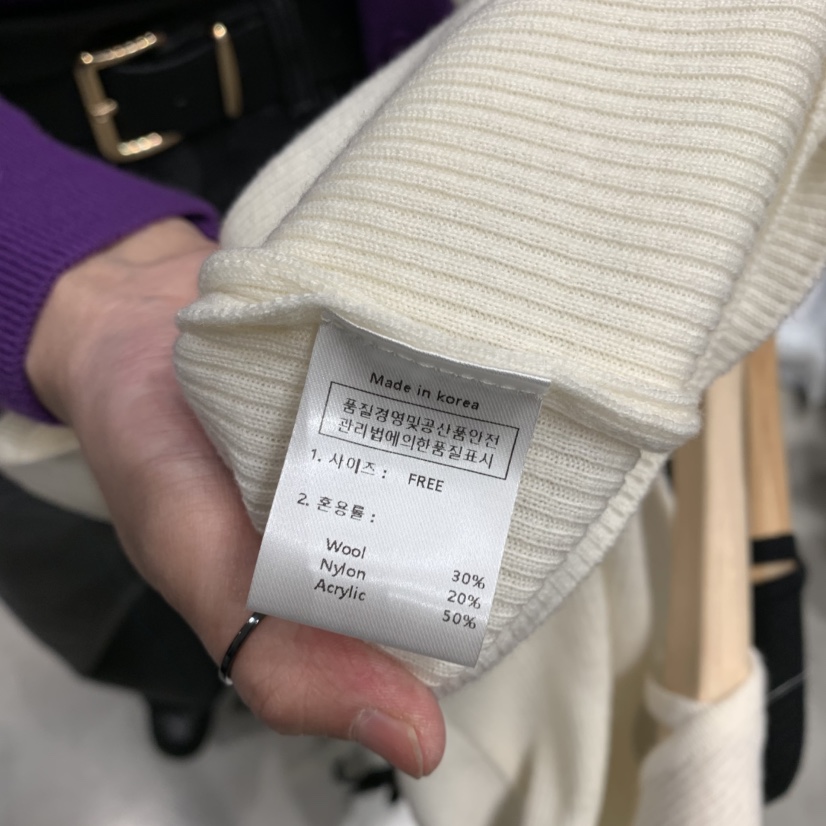 Made in korea
품질경영및공산품안전
관리법에의한품질표시
1. 사이즈 : FREE
2. 혼용률 :
Wool 30%
Nylon 20%
Acrylic 50%